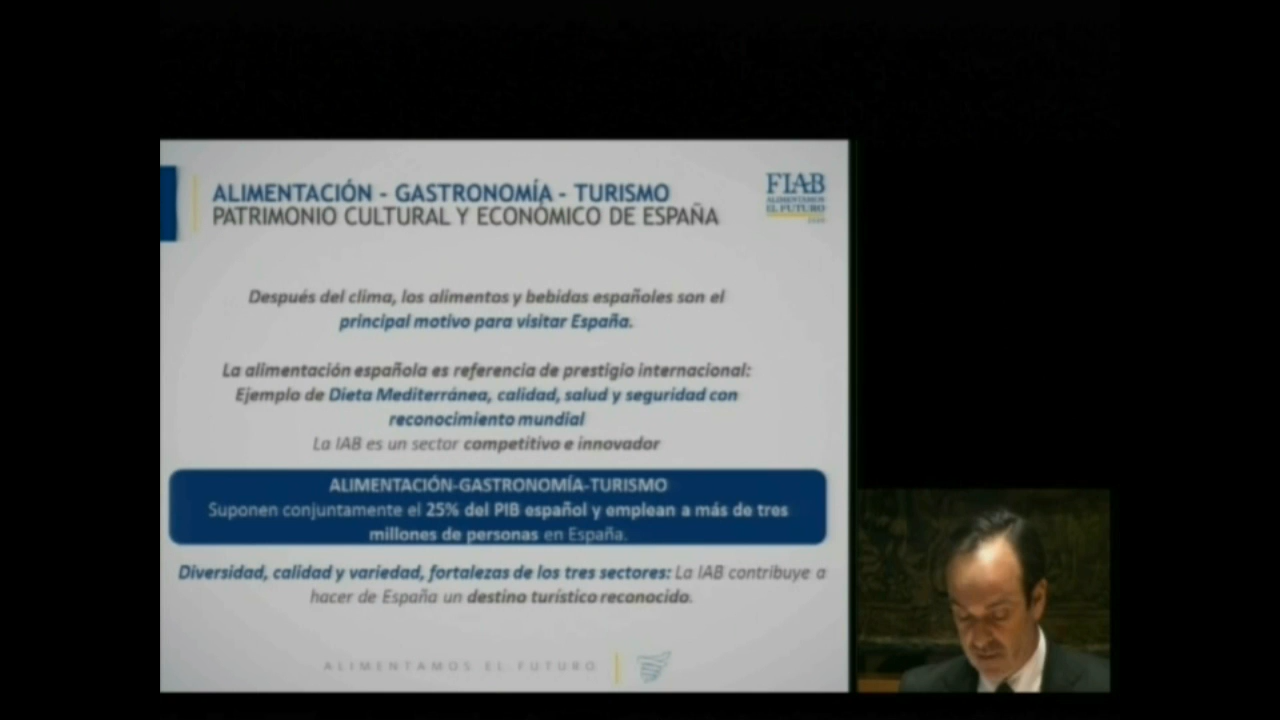 ALIMENTACIÓN - GASTRONOMÍA - TURISMO
PATRIMONIO CULTURAL Y ECONÓMICO DE ESPAÑA
FIAB
ALIMENTAMOS
EL FUTURO
Después del clima, los alimentos y bebidas españoles son el
principal motivo para visitar España.
La alimentación española es referencia de prestigio internacional:
Ejemplo de Dieta Mediterránea, calidad, salud y seguridad con
reconocimiento mundial
La IAB es un sector competitivo e innovador
ALIMENTACIÓN-GASTRONOMÍA-TURISMO
Suponen conjuntamente el 25% del PIB español y emplean a más de tres
millones de personas en España.
Diversidad, calidad y variedad, fortalezas de los tres sectores: La IAB contribuye a
hacer de España un destino turístico reconocido.
ALIMENTAMOS EL FUTURO